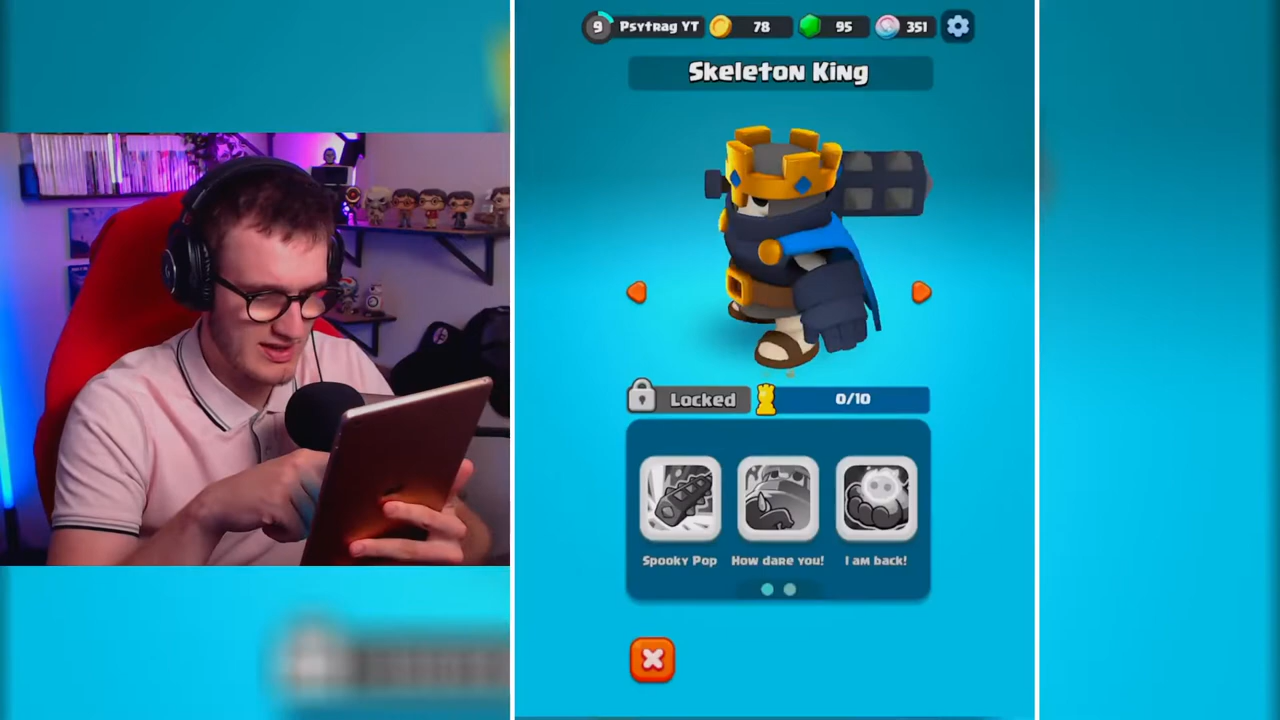 9 Psytrag YT 78 95 351
Skeleton King
Locked 0/10
Spooky Pop How dare you! I am back!